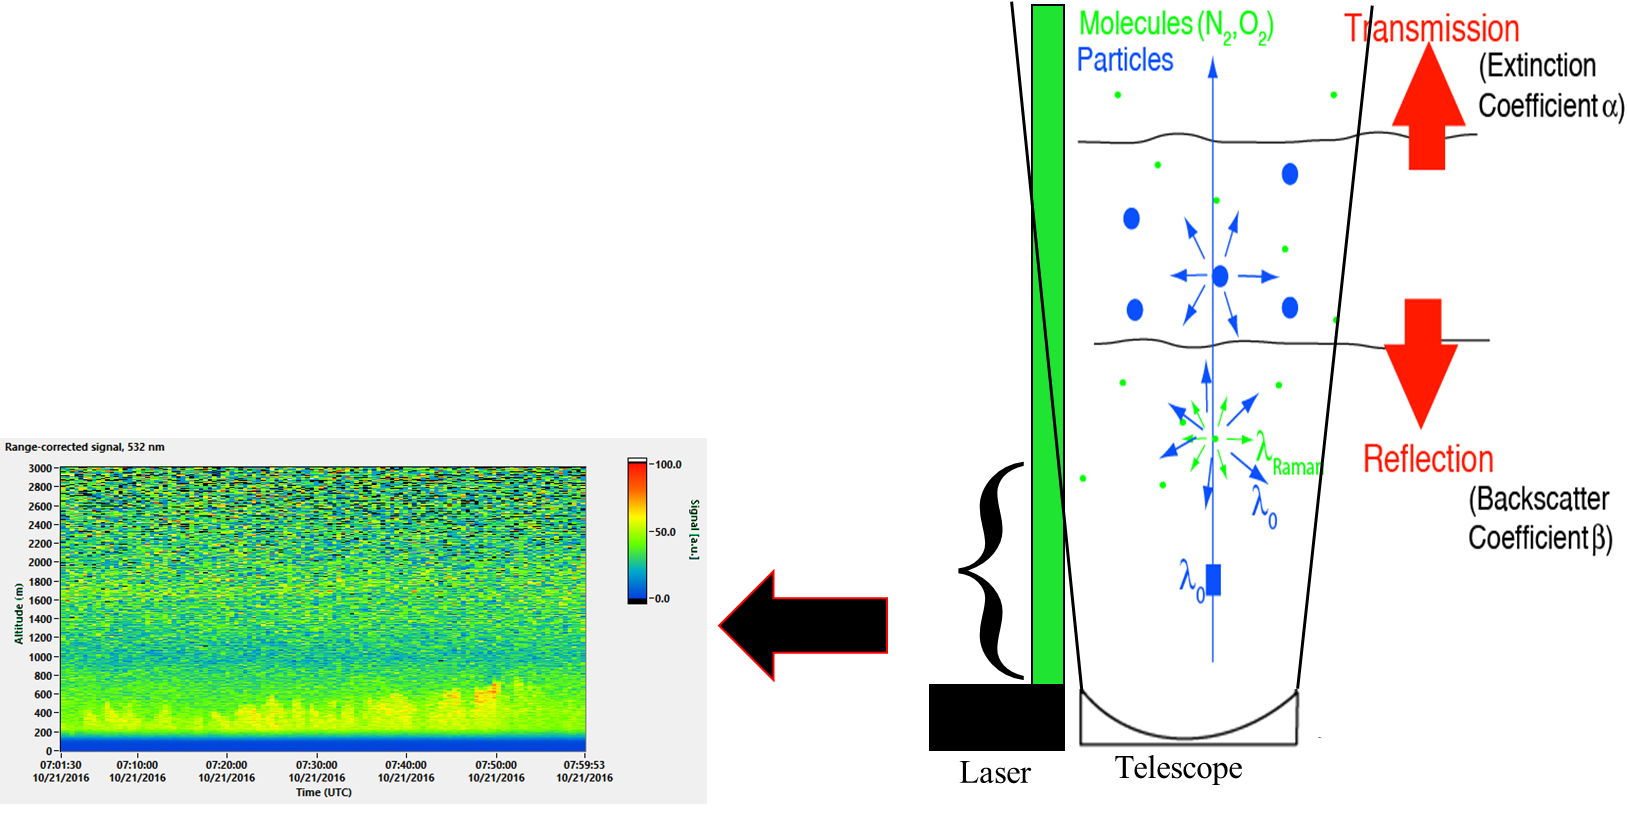 Molecules (N2,O2)
Particles
Transmission
(Extinction
Coefficient α)
λRaman
λ0
λ0
Reflection
(Backscatter
Coefficient β)
Laser
Telescope
Range-corrected signal, 532 nm
3000
2800
2600
2400
2200
2000
1800
1600
1400
1200
1000
800
600
400
200
0
Altitude (m)
100.0
50.0
0.0
Signal [a.u.]
07:01:30 07:10:00 07:20:00 07:30:00 07:40:00 07:50:00 07:59:53
10/21/2016 10/21/2016 10/21/2016 10/21/2016 10/21/2016 10/21/2016 10/21/2016
Time (UTC)